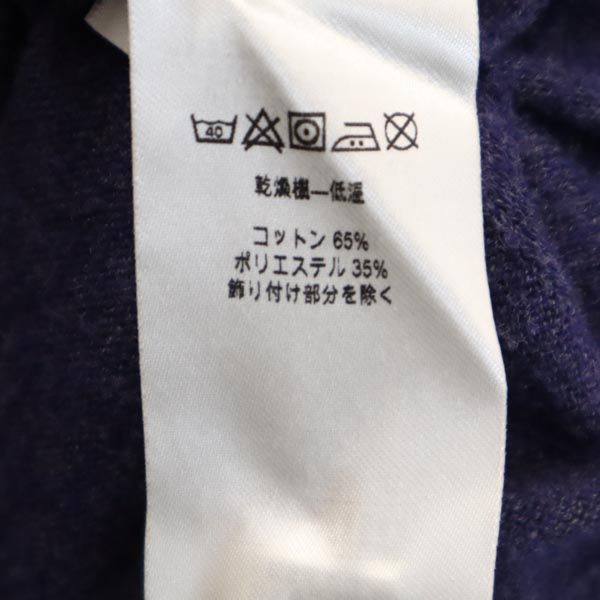 40
乾燥機—低温
コットン 65%
ポリエステル 35%
飾り付け部分を除く